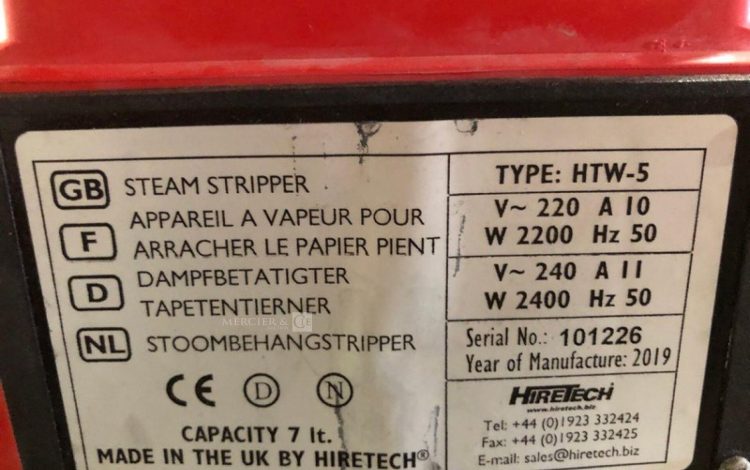 GB STEAM STRIPPER
F APPAREIL A VAPEUR POUR
ARRACHER LE PAPIER PIENT
D DAMPFBETATIGTER
TAPETENTIERNER
NL STOOMBEHANGSTRIPPER
MERCIER &
CE D N
CAPACITY 7 lt.
MADE IN THE UK BY HIRETECH®
TYPE: HTW-5
V~ 220 A 10
W 2200 Hz 50
V~ 240 A 11
W 2400 Hz 50
Serial No.: 101226
Year of Manufacture: 2019
HIRETECH
www.hiretech.biz
Tel: +44 (0)1923 332424
Fax: +44 (0)1923 332425
E-mail: sales@hiretech.biz